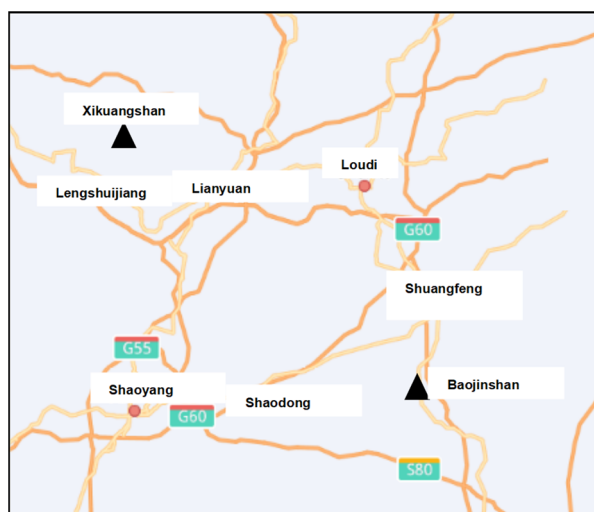 Xikuangshan
Loudi
Lengshuijiang
Lianyuan
G60
Shuangfeng
G55
Shaoyang
Baojinshan
Shaodong
G60
S80